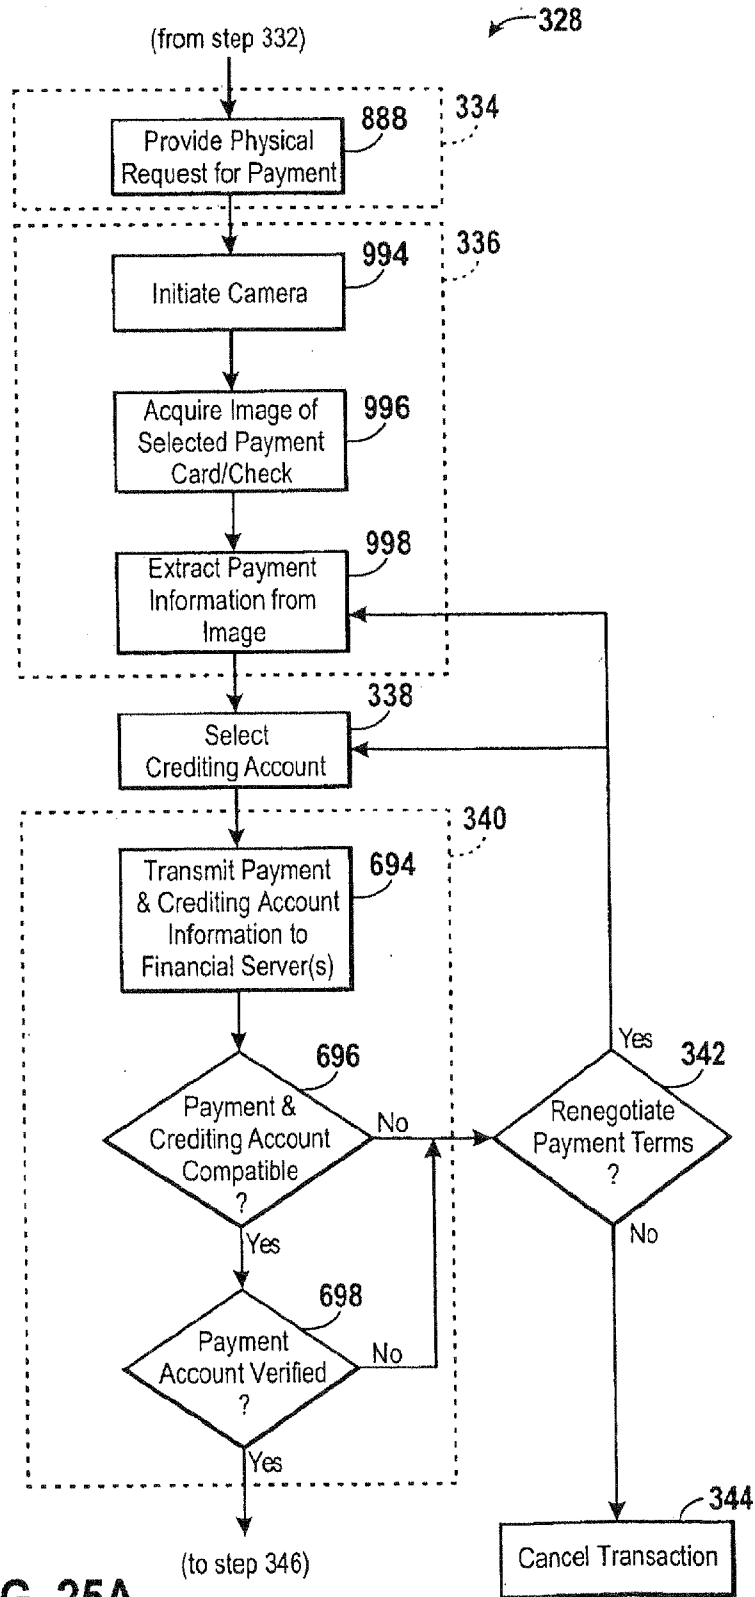 328
(from step 332)
334
888
Provide Physical
Request for Payment
336
994
Initiate Camera
996
Acquire Image of
Selected Payment
Card/Check
998
Extract Payment
Information from
Image
338
Select
Crediting Account
340
694
Transmit Payment
& Crediting Account
Information to
Financial Server(s)
696
Payment &
Crediting Account
Compatible
?
No
Yes
342
Renegotiate
Payment Terms
?
Yes
No
698
Payment
Account Verified
?
No
Yes
344
Cancel Transaction
(to step 346)
G. 25A